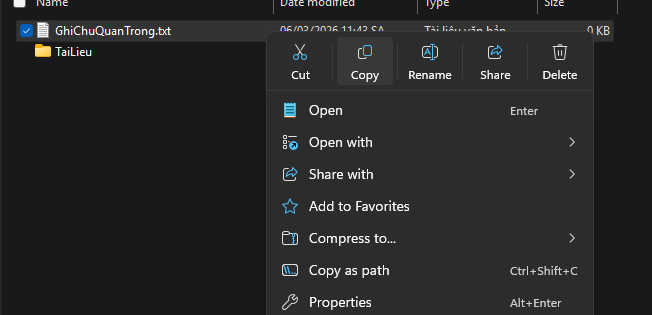 Name Date modified Type Size
GhiChuQuanTrong.txt 06/03/2026 11:43 SA Tài liệu văn bản 0 KB
TaiLieu
Cut Copy Rename Share Delete
Open Enter
Open with
Share with
Add to Favorites
Compress to...
Copy as path Ctrl+Shift+C
Properties Alt+Enter